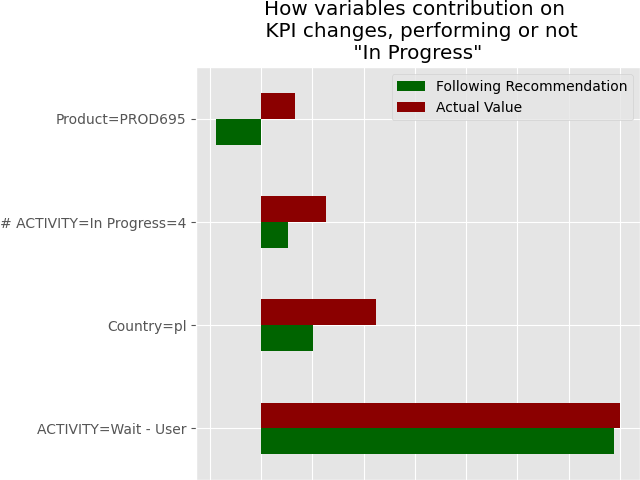 How variables contribution on
KPI changes, performing or not
"In Progress"
Following Recommendation
Actual Value
Product=PROD695
# ACTIVITY=In Progress=4
Country=pl
ACTIVITY=Wait - User